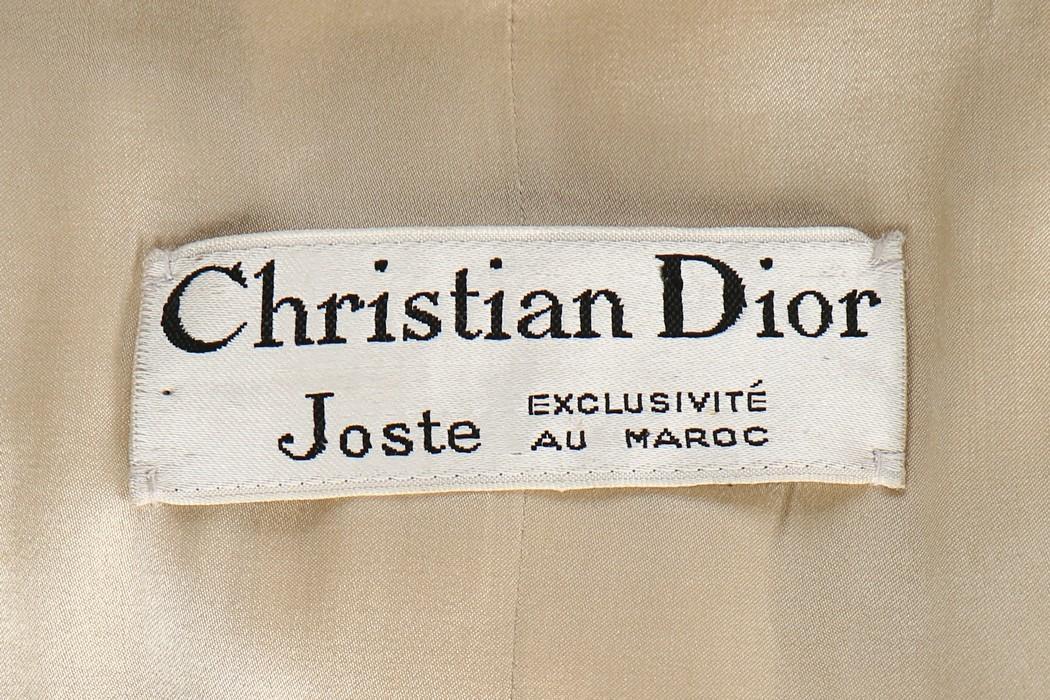 Christian Dior
Joste
EXCLUSIVITÉ
AU MAROC